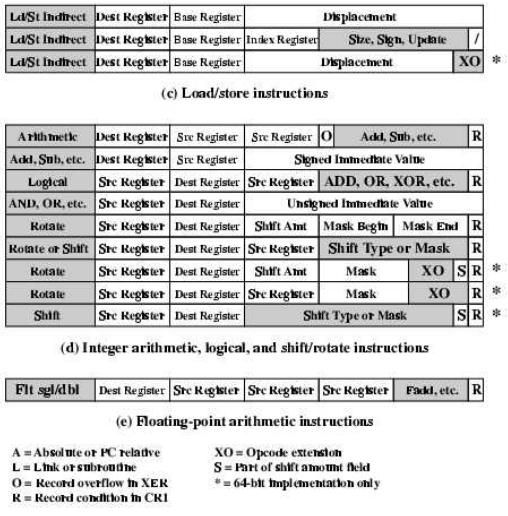 Ld/St Indirect Dest Register Base Register Displacement
Ld/St Indirect Dest Register Base Register Index Register Size, Sign, Update /
Ld/St Indirect Dest Register Base Register Displacement XO *
(c) Load/store instructions
Arithmetic Dest Register Src Register Src Register O Add, Sub, etc. R
Add, Sub, etc. Dest Register Src Register Signed Immediate Value
Logical Src Register Dest Register Src Register ADD, OR, XOR, etc. R
AND, OR, etc. Src Register Dest Register Unsigned Immediate Value
Rotate Src Register Dest Register Shift Amt Mask Begin Mask End R
Rotate or Shift Src Register Dest Register Src Register Shift Type or Mask R
Rotate Src Register Dest Register Shift Amt Mask XO S R *
Rotate Src Register Dest Register Src Register Mask XO R *
Shift Src Register Dest Register Shift Type or Mask S R *
(d) Integer arithmetic, logical, and shift/rotate instructions
Flt sgl/dbl Dest Register Src Register Src Register Src Register Fadd, etc. R
(e) Floating-point arithmetic instructions
A = Absolute or PC relative XO = Opcode extension
L = Link or subroutine S = Part of shift amount field
O = Record overflow in XER * = 64-bit implementation only
R = Record condition in CR1